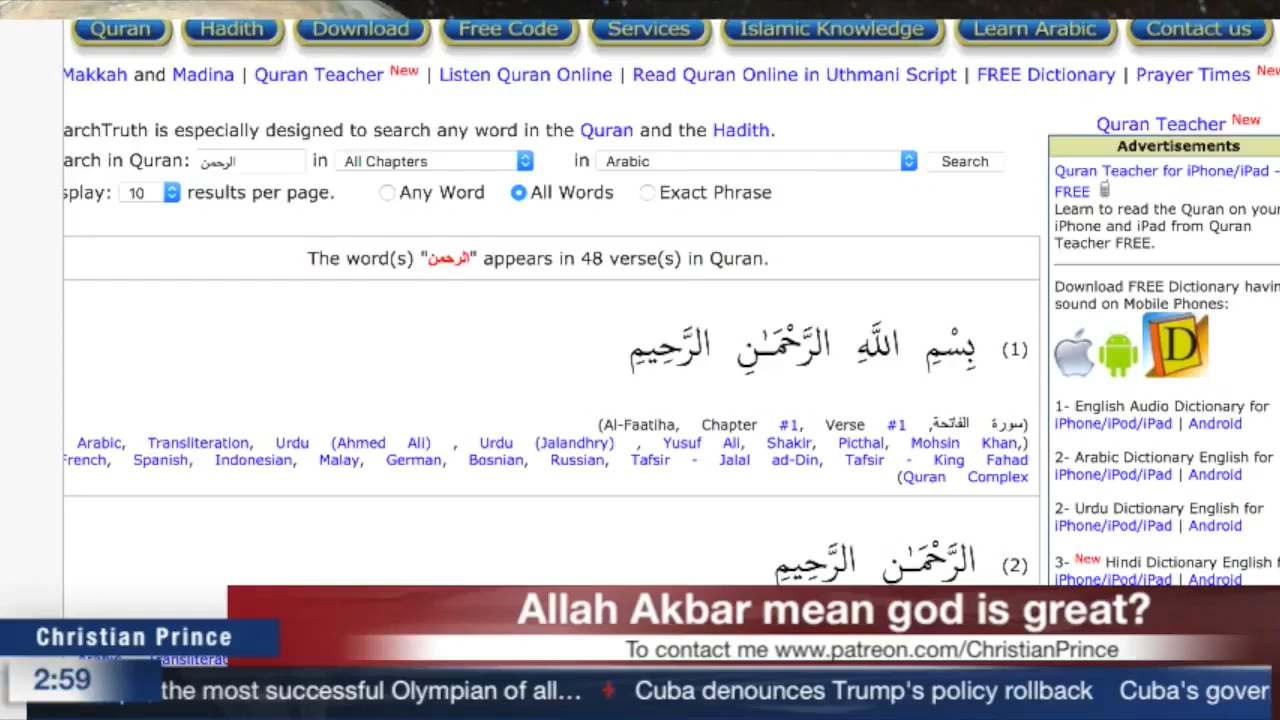 Quran Hadith Download Free Code Services Islamic Knowledge Learn Arabic Contact us
Makkah and Madina | Quran Teacher New | Listen Quran Online | Read Quran Online in Uthmani Script | FREE Dictionary | Prayer Times New
archTruth is especially designed to search any word in the Quran and the Hadith.
arch in Quran: الرحمن in All Chapters in Arabic Search
splay: 10 results per page. Any Word All Words Exact Phrase
The word(s) "الرحمن" appears in 48 verse(s) in Quran.
(1) بِسْمِ اللَّهِ الرَّحْمَـٰنِ الرَّحِيمِ
(Al-Faatiha, Chapter #1, Verse #1 ,سورة الفاتحة)
Arabic, Transliteration, Urdu (Ahmed Ali) , Urdu (Jalandhry) , Yusuf Ali, Shakir, Picthal, Mohsin Khan,)
French, Spanish, Indonesian, Malay, German, Bosnian, Russian, Tafsir - Jalal ad-Din, Tafsir - King Fahad
(Quran Complex
(2) الرَّحْمَـٰنِ الرَّحِيمِ
Quran Teacher New
Advertisements
Quran Teacher for iPhone/iPad -
FREE
Learn to read the Quran on your
iPhone and iPad from Quran
Teacher FREE.
Download FREE Dictionary havin
sound on Mobile Phones:
D
1- English Audio Dictionary for
iPhone/iPod/iPad | Android
2- Arabic Dictionary English for
iPhone/iPod/iPad | Android
2- Urdu Dictionary English for
iPhone/iPod/iPad | Android
3- New Hindi Dictionary English f
iPhone/iPod/iPad | Android
Allah Akbar mean god is great?
Christian Prince
To contact me www.patreon.com/ChristianPrince
2:59
the most successful Olympian of all... Cuba denounces Trump's policy rollback Cuba's gover